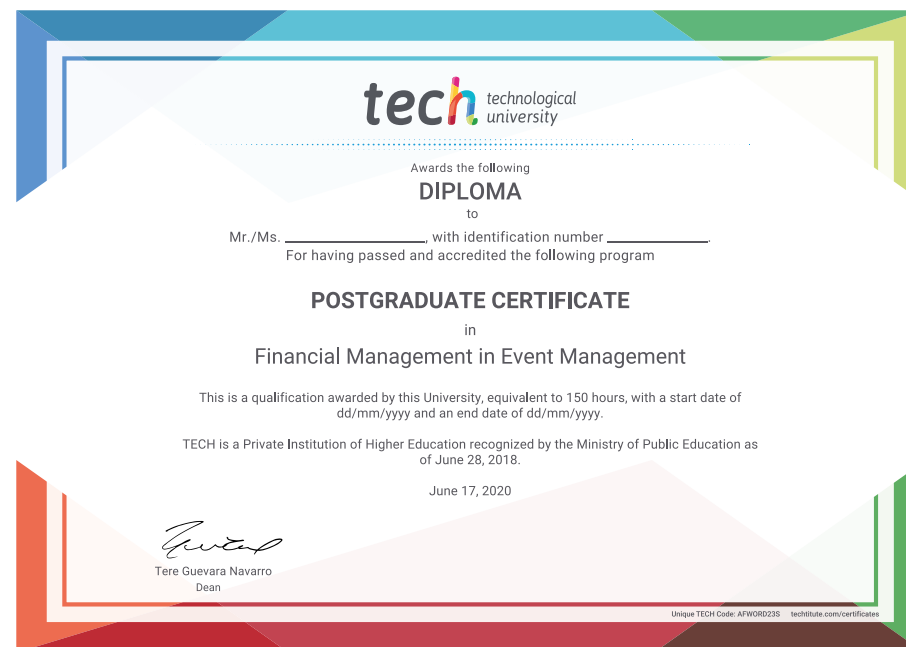 tech technological
university
Awards the following
DIPLOMA
to
Mr./Ms. ____________________, with identification number ______________.
For having passed and accredited the following program
POSTGRADUATE CERTIFICATE
in
Financial Management in Event Management
This is a qualification awarded by this University, equivalent to 150 hours, with a start date of
dd/mm/yyyy and an end date of dd/mm/yyyy.
TECH is a Private Institution of Higher Education recognized by the Ministry of Public Education as
of June 28, 2018.
June 17, 2020
Tere Guevara Navarro
Dean
Unique TECH Code: AFWORD23S techtitute.com/certificates